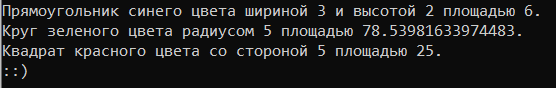 Прямоугольник синего цвета шириной 3 и высотой 2 площадью 6.
Круг зеленого цвета радиусом 5 площадью 78.53981633974483.
Квадрат красного цвета со стороной 5 площадью 25.
::)